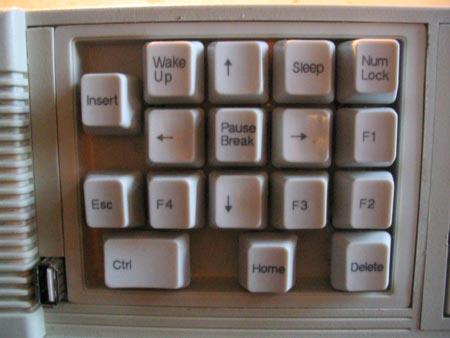 Wake
Up
↑
Sleep
Num
Lock
Insert
←
Pause
Break
→
F1
Esc
F4
↓
F3
F2
Ctrl
Home
Delete